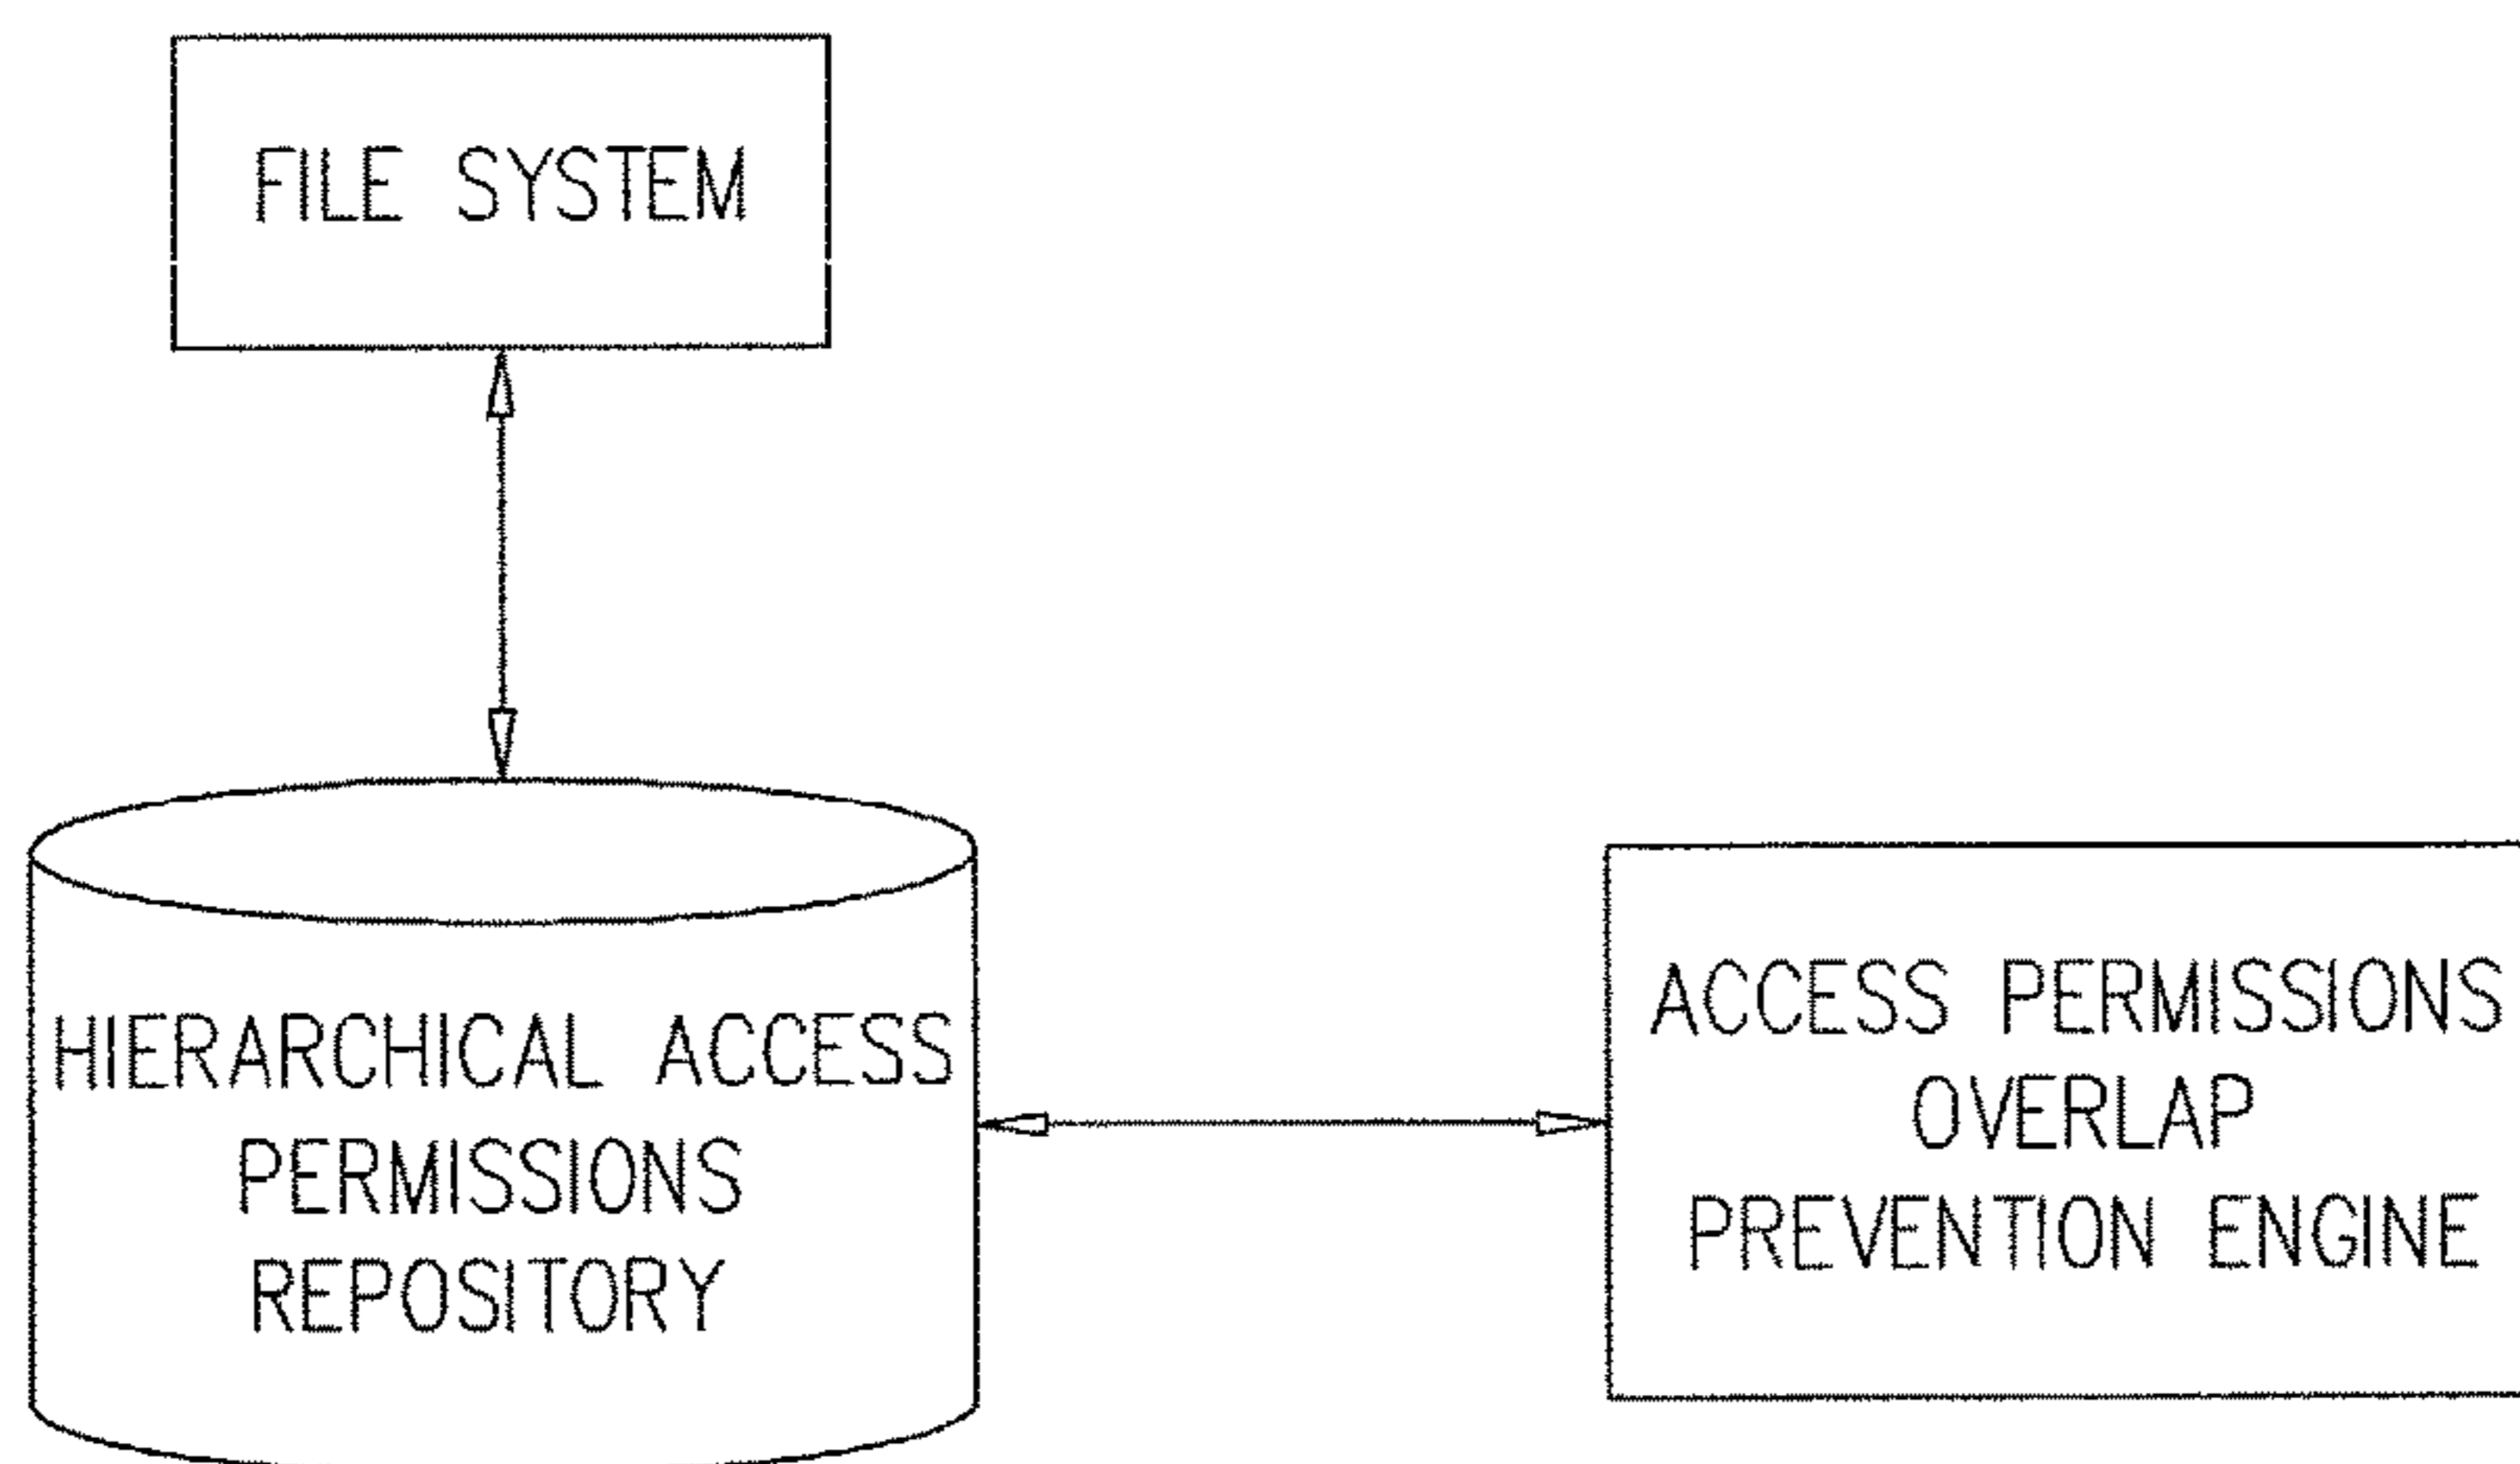 FILE SYSTEM
HIERARCHICAL ACCESS
PERMISSIONS
REPOSITORY
ACCESS PERMISSIONS
OVERLAP
PREVENTION ENGINE